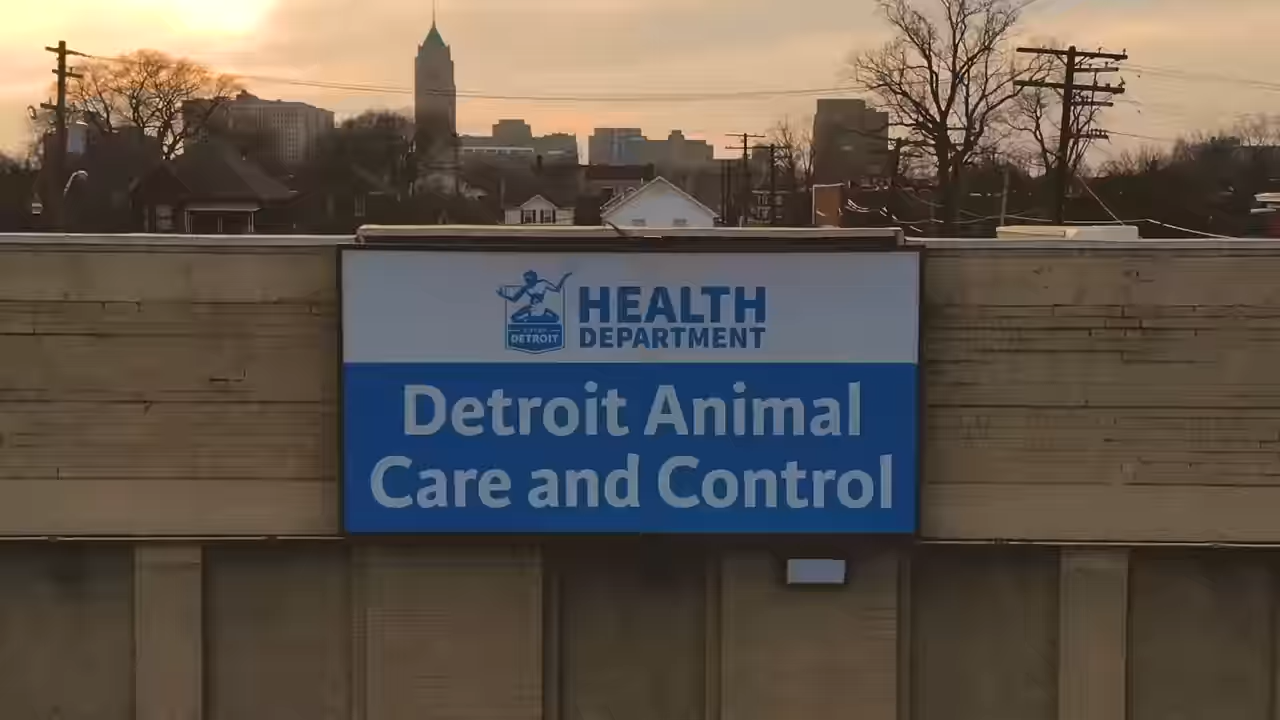 HEALTH
DEPARTMENT
DETROIT
Detroit Animal
Care and Control